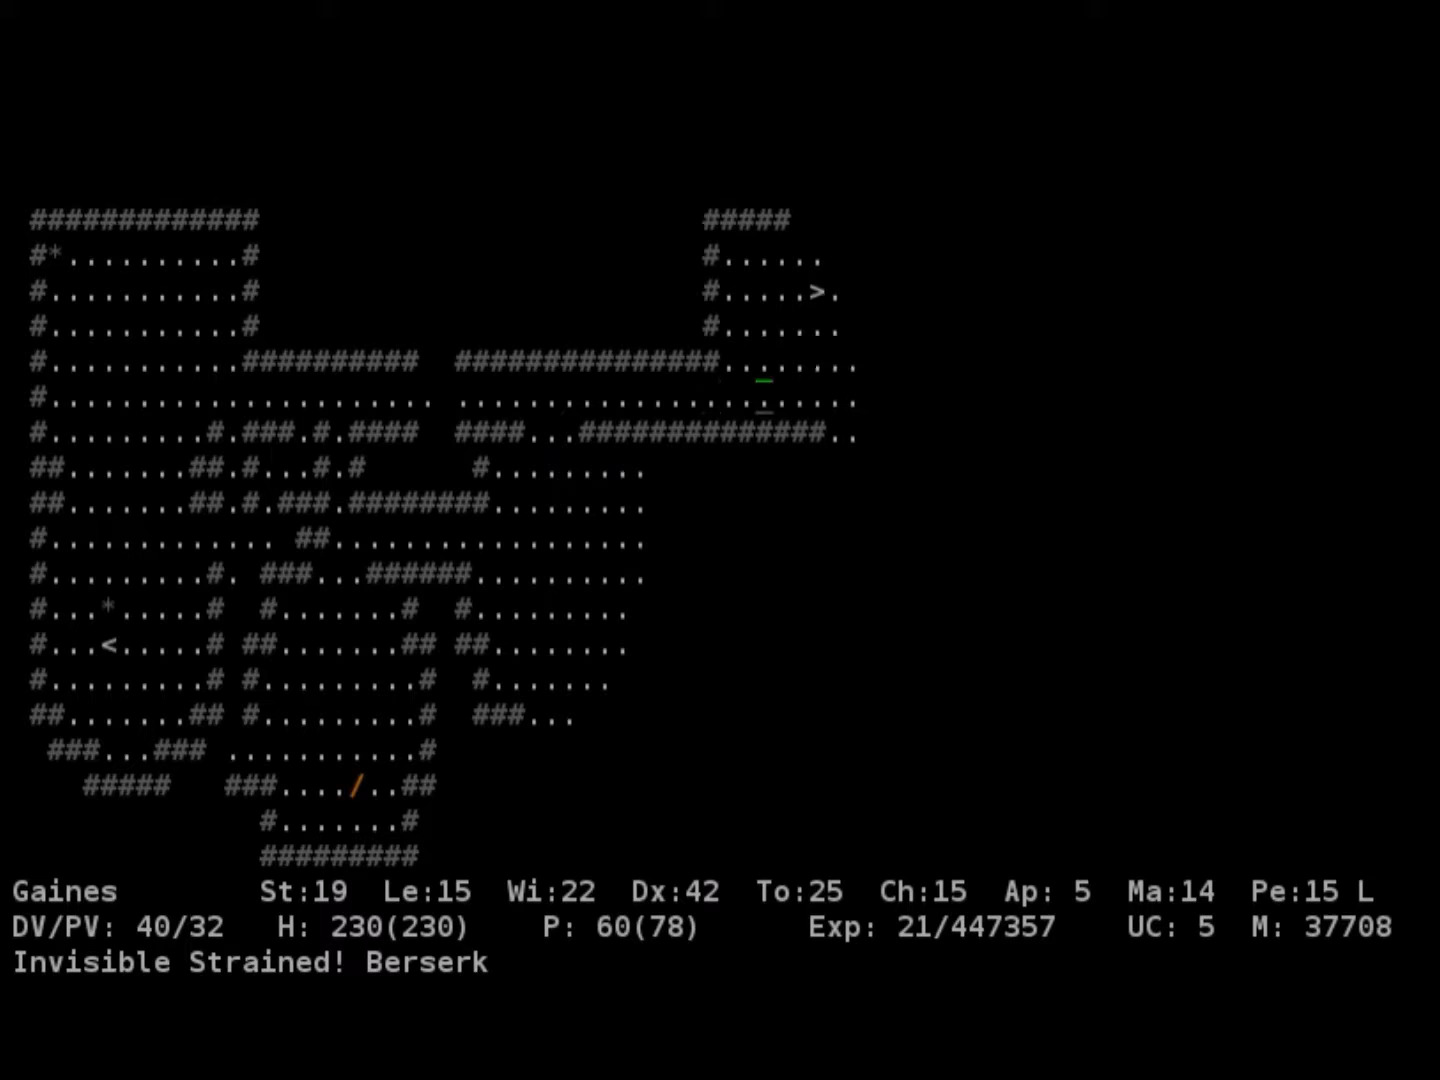 Gaines St:19 Le:15 Wi:22 Dx:42 To:25 Ch:15 Ap: 5 Ma:14 Pe:15 L
DV/PV: 40/32 H: 230(230) P: 60(78) Exp: 21/447357 UC: 5 M: 37708
Invisible Strained! Berserk